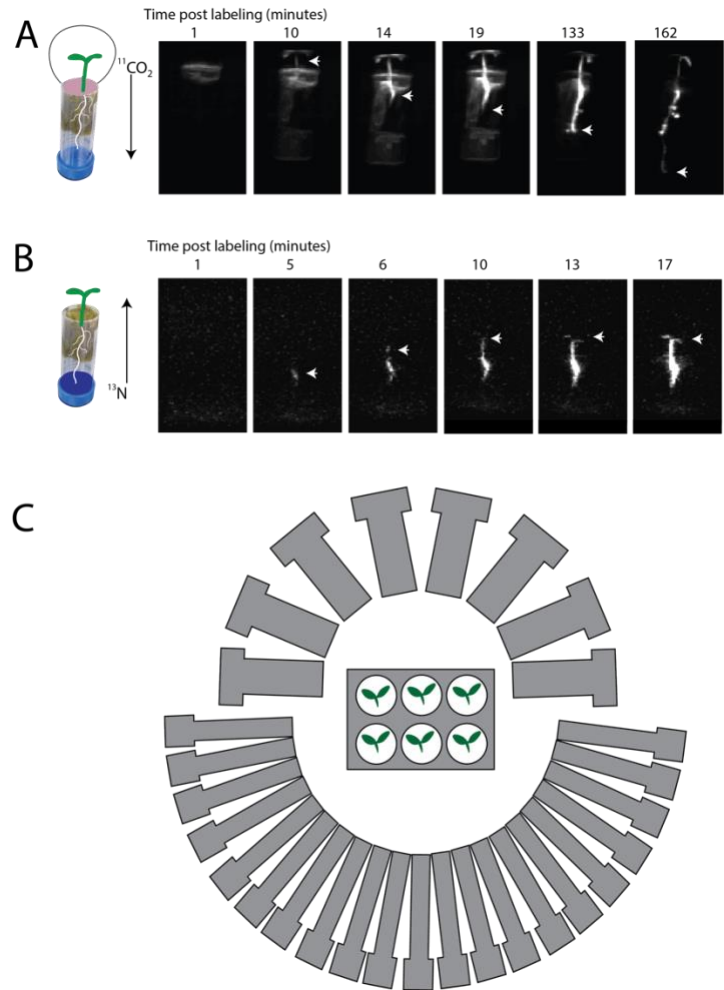 A
Time post labeling (minutes)
1 10 14 19 133 162
¹¹CO₂
B
Time post labeling (minutes)
1 5 6 10 13 17
¹³N
C